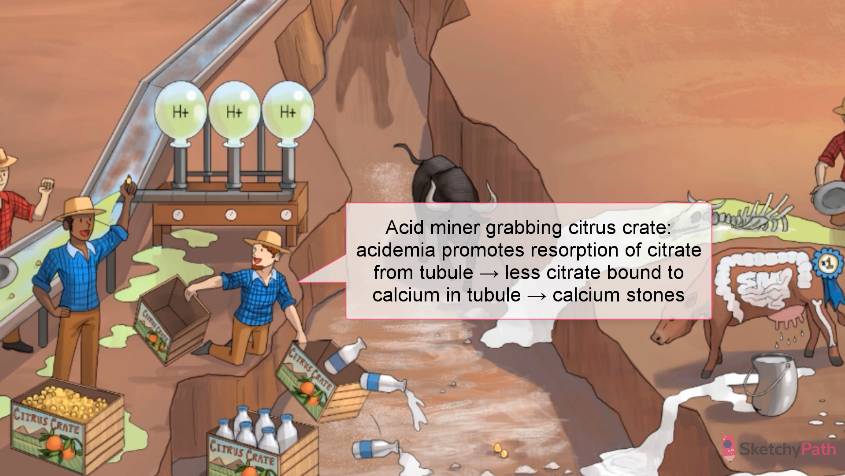 H+ H+ H+
Acid miner grabbing citrus crate:
acidemia promotes resorption of citrate
from tubule → less citrate bound to
calcium in tubule → calcium stones
#1
CITRUS CRATE
CITRUS CRATE
CITRUS CRATE
CITRUS CRATE
SketchyPath